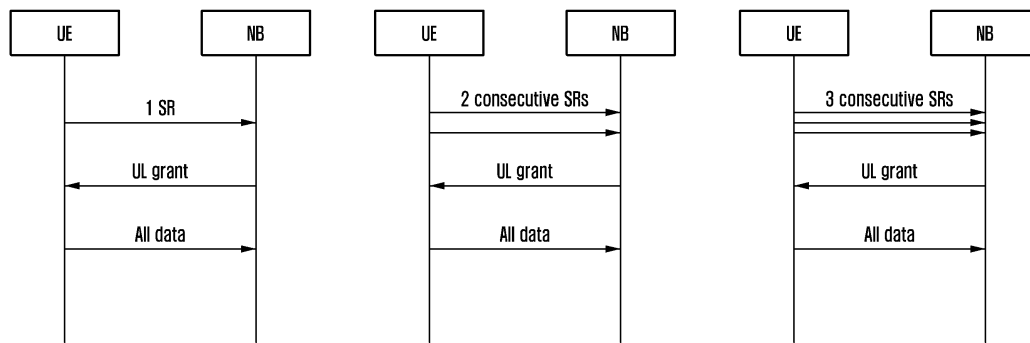 UE
NB
1 SR
UL grant
All data
UE
NB
2 consecutive SRs
UL grant
All data
UE
NB
3 consecutive SRs
UL grant
All data